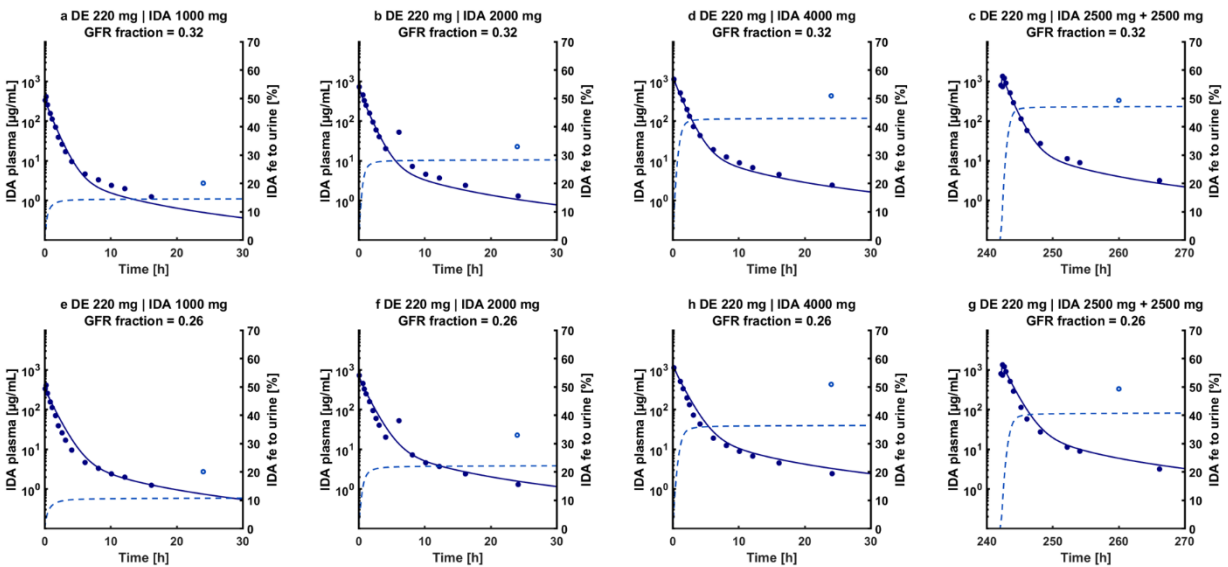 a DE 220 mg | IDA 1000 mg
GFR fraction = 0.32
IDA plasma [µg/mL]
10³
10²
10¹
10⁰
70
60
50
40
30
20
10
0
IDA fe to urine [%]
0 10 20 30
Time [h]
b DE 220 mg | IDA 2000 mg
GFR fraction = 0.32
IDA plasma [µg/mL]
10³
10²
10¹
10⁰
70
60
50
40
30
20
10
0
IDA fe to urine [%]
0 10 20 30
Time [h]
d DE 220 mg | IDA 4000 mg
GFR fraction = 0.32
IDA plasma [µg/mL]
10³
10²
10¹
10⁰
70
60
50
40
30
20
10
0
IDA fe to urine [%]
0 10 20 30
Time [h]
c DE 220 mg | IDA 2500 mg + 2500 mg
GFR fraction = 0.32
IDA plasma [µg/mL]
10³
10²
10¹
10⁰
70
60
50
40
30
20
10
0
IDA fe to urine [%]
240 250 260 270
Time [h]
e DE 220 mg | IDA 1000 mg
GFR fraction = 0.26
IDA plasma [µg/mL]
10³
10²
10¹
10⁰
70
60
50
40
30
20
10
0
IDA fe to urine [%]
0 10 20 30
Time [h]
f DE 220 mg | IDA 2000 mg
GFR fraction = 0.26
IDA plasma [µg/mL]
10³
10²
10¹
10⁰
70
60
50
40
30
20
10
0
IDA fe to urine [%]
0 10 20 30
Time [h]
h DE 220 mg | IDA 4000 mg
GFR fraction = 0.26
IDA plasma [µg/mL]
10³
10²
10¹
10⁰
70
60
50
40
30
20
10
0
IDA fe to urine [%]
0 10 20 30
Time [h]
g DE 220 mg | IDA 2500 mg + 2500 mg
GFR fraction = 0.26
IDA plasma [µg/mL]
10³
10²
10¹
10⁰
70
60
50
40
30
20
10
0
IDA fe to urine [%]
240 250 260 270
Time [h]